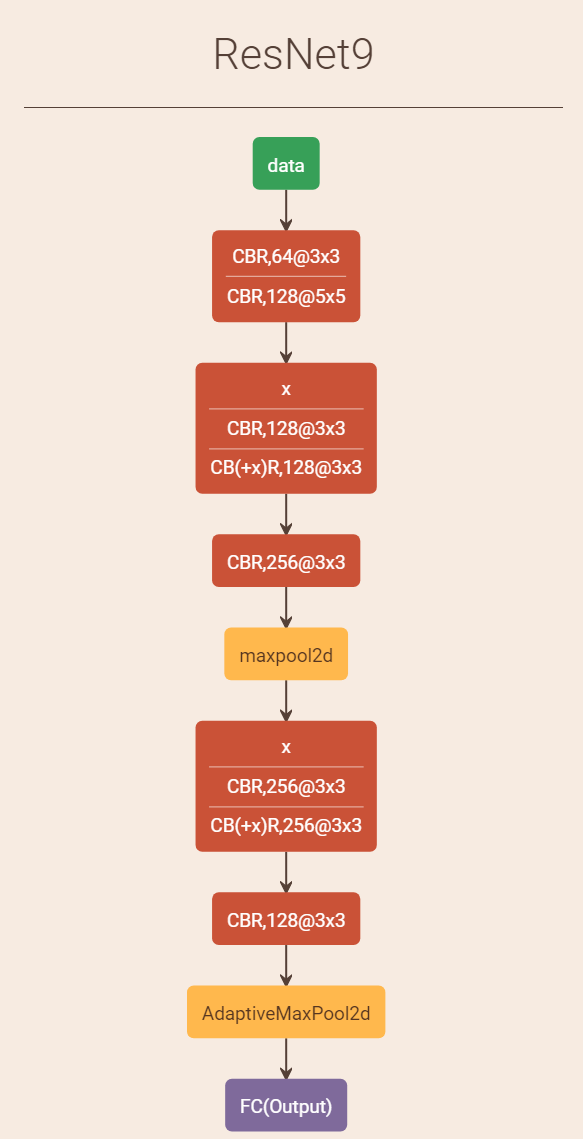 ResNet9
data
CBR,64@3x3
CBR,128@5x5
x
CBR,128@3x3
CB(+x)R,128@3x3
CBR,256@3x3
maxpool2d
x
CBR,256@3x3
CB(+x)R,256@3x3
CBR,128@3x3
AdaptiveMaxPool2d
FC(Output)